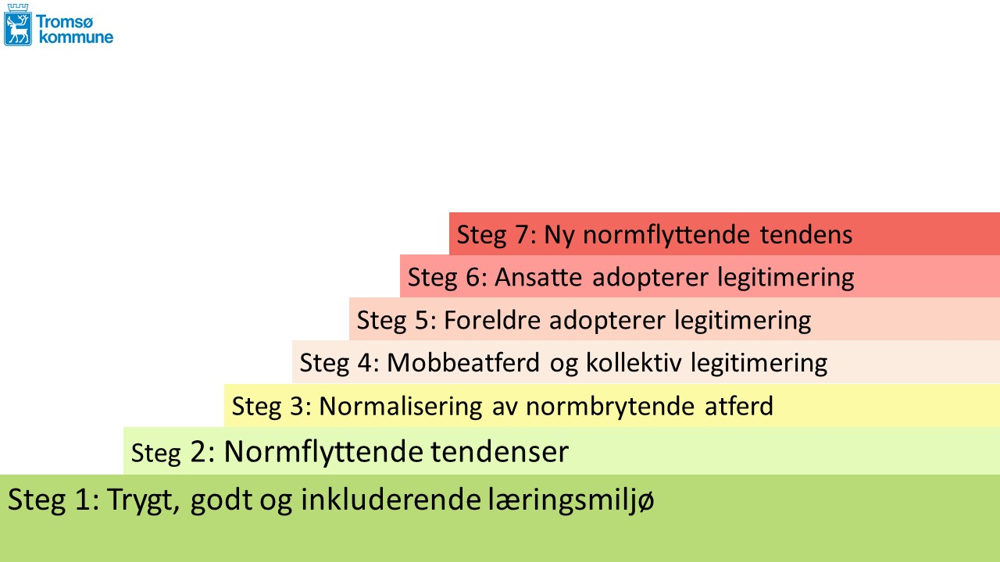 Tromsø
kommune
Steg 7: Ny normflyttende tendens
Steg 6: Ansatte adopterer legitimering
Steg 5: Foreldre adopterer legitimering
Steg 4: Mobbeatferd og kollektiv legitimering
Steg 3: Normalisering av normbrytende atferd
Steg 2: Normflyttende tendenser
Steg 1: Trygt, godt og inkluderende læringsmiljø